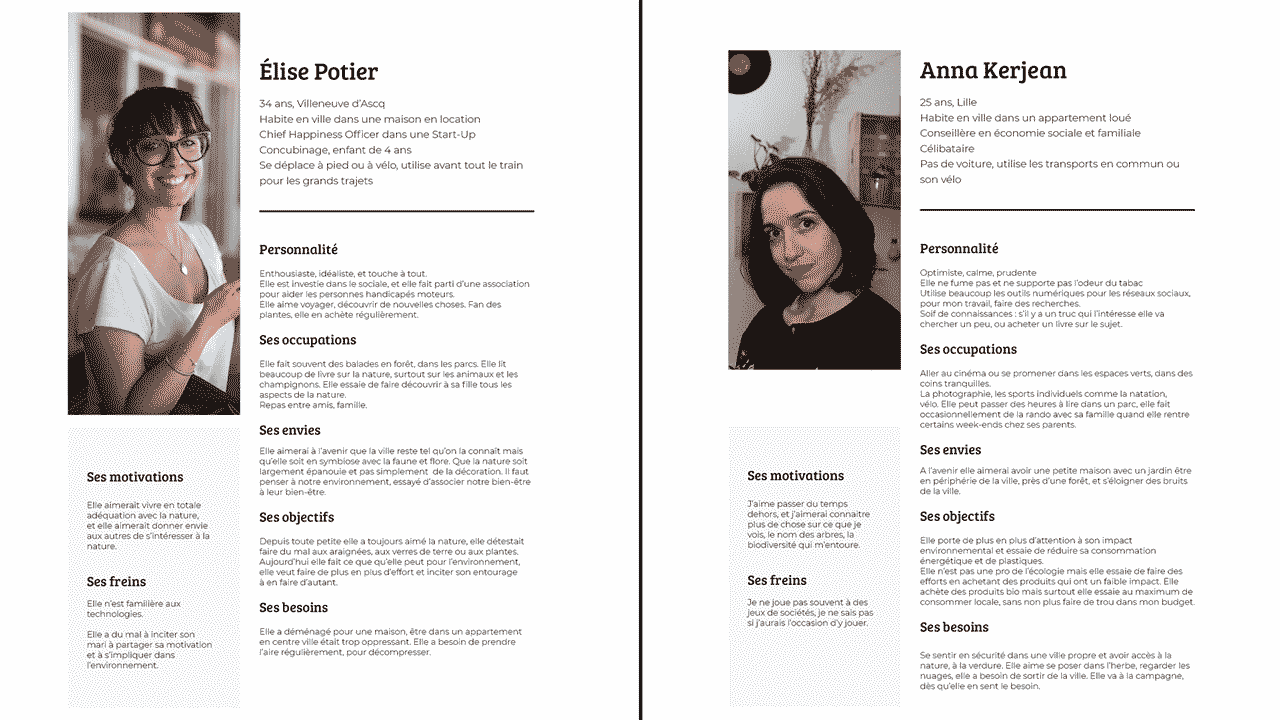 Élise Potier
34 ans, Villeneuve d'Ascq
Habite en ville dans une maison en location
Chief Happiness Officer dans une Start-Up
Concubinage, enfant de 4 ans
Se déplace à pied ou à vélo, utilise avant tout le train
pour les grands trajets
Personnalité
Enthousiaste, idéaliste, et touche à tout.
Elle est investie dans le sociale, et elle fait parti d'une association
pour aider les personnes handicapés moteurs.
Elle aime voyager, découvrir de nouvelles choses. Fan des
plantes, elle en achète régulièrement.
Ses occupations
Elle fait souvent des balades en forêt, dans les parcs. Elle lit
beaucoup de livre sur la nature, surtout sur les animaux et les
champignons. Elle essaie de faire découvrir à sa fille tous les
aspects de la nature.
Repas entre amis, famille.
Ses envies
Elle aimerai à l'avenir que la ville reste tel qu'on la connaît mais
qu'elle soit en symbiose avec la faune et flore. Que la nature soit
largement épanouie et pas simplement de la décoration. Il faut
penser à notre environnement, essayé d'associer notre bien-être
à leur bien-être.
Ses objectifs
Depuis toute petite elle a toujours aimé la nature, elle détestait
faire du mal aux araignées, aux verres de terre ou aux plantes.
Aujourd'hui elle fait ce que qu'elle peut pour l'environnement,
elle veut faire de plus en plus d'effort et inciter son entourage
à en faire d'autant.
Ses besoins
Elle a déménagé pour une maison, être dans un appartement
en centre ville était trop oppressant. Elle a besoin de prendre
l'aire régulièrement, pour décompresser.
Ses motivations
Elle aimerait vivre en totale
adéquation avec la nature,
et elle aimerait donner envie
aux autres de s'intéresser à la
nature.
Ses freins
Elle n'est familière aux
technologies.
Elle a du mal à inciter son
mari à partager sa motivation
et à s'impliquer dans
l'environnement.
Anna Kerjean
25 ans, Lille
Habite en ville dans un appartement loué
Conseillère en économie sociale et familiale
Célibataire
Pas de voiture, utilise les transports en commun ou
son vélo
Personnalité
Optimiste, calme, prudente
Elle ne fume pas et ne supporte pas l'odeur du tabac
Utilise beaucoup les outils numériques pour les réseaux sociaux,
pour mon travail, faire des recherches.
Soif de connaissances : s'il y a un truc qui l'intéresse elle va
chercher un peu, ou acheter un livre sur le sujet.
Ses occupations
Aller au cinéma ou se promener dans les espaces verts, dans des
coins tranquilles.
La photographie, les sports individuels comme la natation,
vélo. Elle peut passer des heures à lire dans un parc, elle fait
occasionnellement de la rando avec sa famille quand elle rentre
certains week-ends chez ses parents.
Ses envies
A l'avenir elle aimerai avoir une petite maison avec un jardin être
en périphérie de la ville, près d'une forêt, et s'éloigner des bruits
de la ville.
Ses objectifs
Elle porte de plus en plus d'attention à son impact
environnemental et essaie de réduire sa consommation
énergétique et de plastiques.
Elle n'est pas une pro de l'écologie mais elle essaie de faire des
efforts en achetant des produits qui ont un faible impact. Elle
achète des produits bio mais surtout elle essaie au maximum de
consommer locale, sans non plus faire de trou dans mon budget.
Ses besoins
Se sentir en sécurité dans une ville propre et avoir accès à la
nature, à la verdure. Elle aime se poser dans l'herbe, regarder les
nuages, elle a besoin de sortir de la ville. Elle va à la campagne,
dès qu'elle en sent le besoin.
Ses motivations
J'aime passer du temps
dehors, et j'aimerai connaitre
plus de chose sur ce que je
vois, le nom des arbres, la
biodiversité qui m'entoure.
Ses freins
Je ne joue pas souvent à des
jeux de sociétés, je ne sais pas
si j'aurais l'occasion d'y jouer.